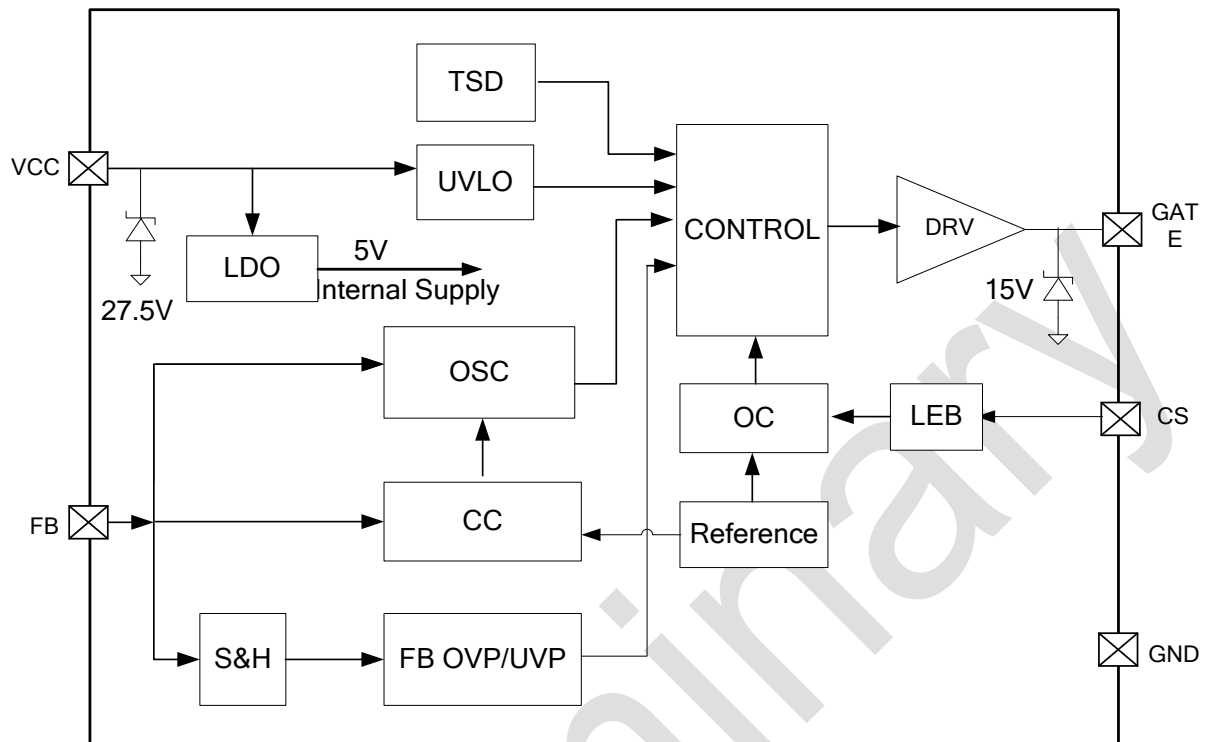 TSD
VCC
UVLO
CONTROL
DRV
GAT
E
LDO
5V
Internal Supply
27.5V
15V
OSC
OC
LEB
CS
FB
CC
Reference
S&H
FB OVP/UVP
GND
inary